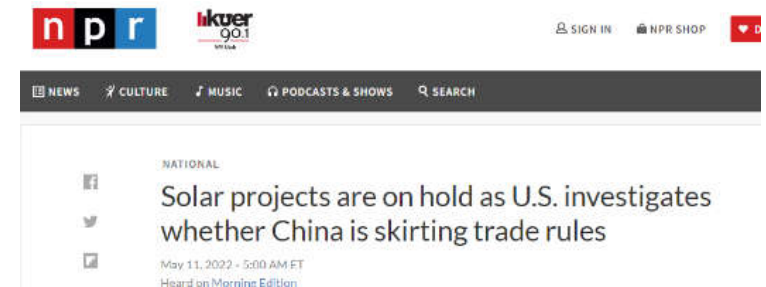 npr kuer
90.1
SIGN IN NPR SHOP D
NEWS CULTURE MUSIC PODCASTS & SHOWS SEARCH
NATIONAL
Solar projects are on hold as U.S. investigates
whether China is skirting trade rules
May 11, 2022 - 5:00 AM ET
Heard on Morning Edition